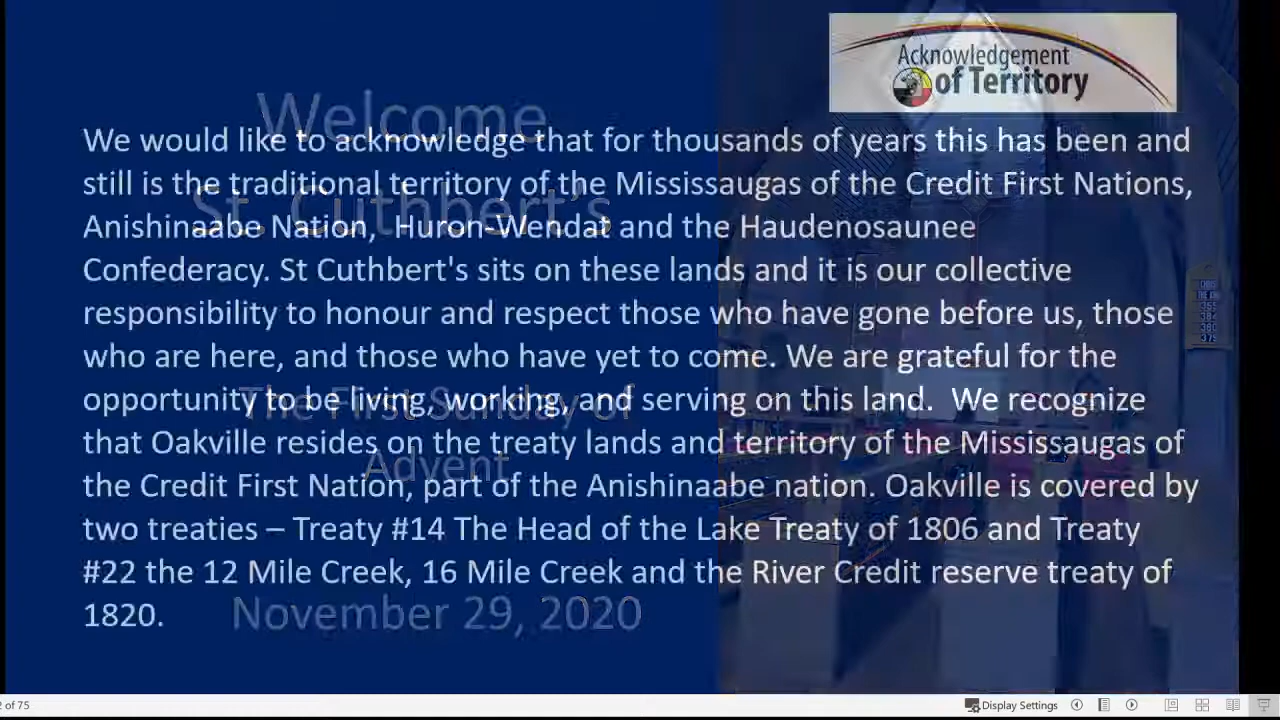 Acknowledgement
of Territory
Welcome
We would like to acknowledge that for thousands of years this has been and
still is the traditional territory of the Mississaugas of the Credit First Nations,
St. Cuthbert's
Anishinaabe Nation,  Huron-Wendat and the Haudenosaunee
Confederacy. St Cuthbert's sits on these lands and it is our collective
responsibility to honour and respect those who have gone before us, those
who are here, and those who have yet to come. We are grateful for the
opportunity to be living, working, and serving on this land.  We recognize
The First Sunday of
that Oakville resides on the treaty lands and territory of the Mississaugas of
Advent
the Credit First Nation, part of the Anishinaabe nation. Oakville is covered by
two treaties – Treaty #14 The Head of the Lake Treaty of 1806 and Treaty
#22 the 12 Mile Creek, 16 Mile Creek and the River Credit reserve treaty of
1820.
November 29, 2020
of 75
Display Settings